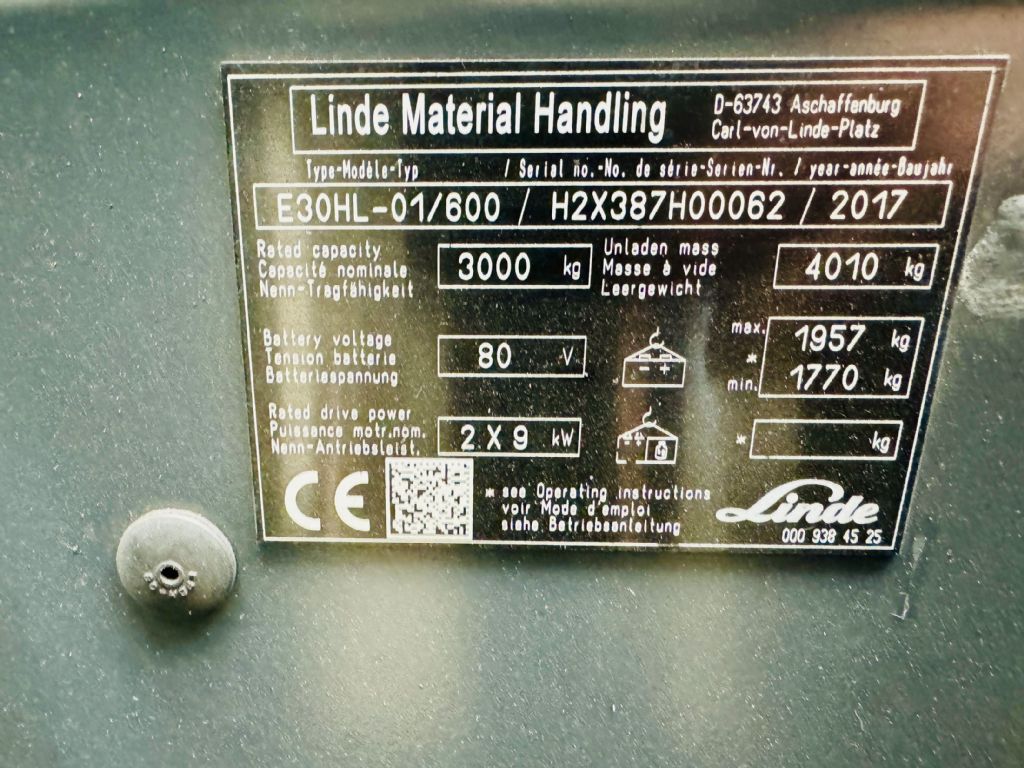 Linde Material Handling
D-63743 Aschaffenburg
Carl-von-Linde-Platz
Type-Modèle-Typ / Serial no.-No. de série-Serien-Nr. / year-année-Baujahr
E30HL-01/600 / H2X387H00062 / 2017
Rated capacity
Capacité nominale
Nenn-Tragfähigkeit
3000 kg
Unladen mass
Masse à vide
Leergewicht
4010 kg
Battery voltage
Tension batterie
Batteriespannung
80 V
max. 1957 kg
*
min. 1770 kg
Rated drive power
Puissance motr.nom.
Nenn-Antriebsleist.
2 X 9 kW
* kg
CE
* see Operating instructions
voir Mode d'emploi
siehe Betriebsanleitung
Linde
000 938 45 25